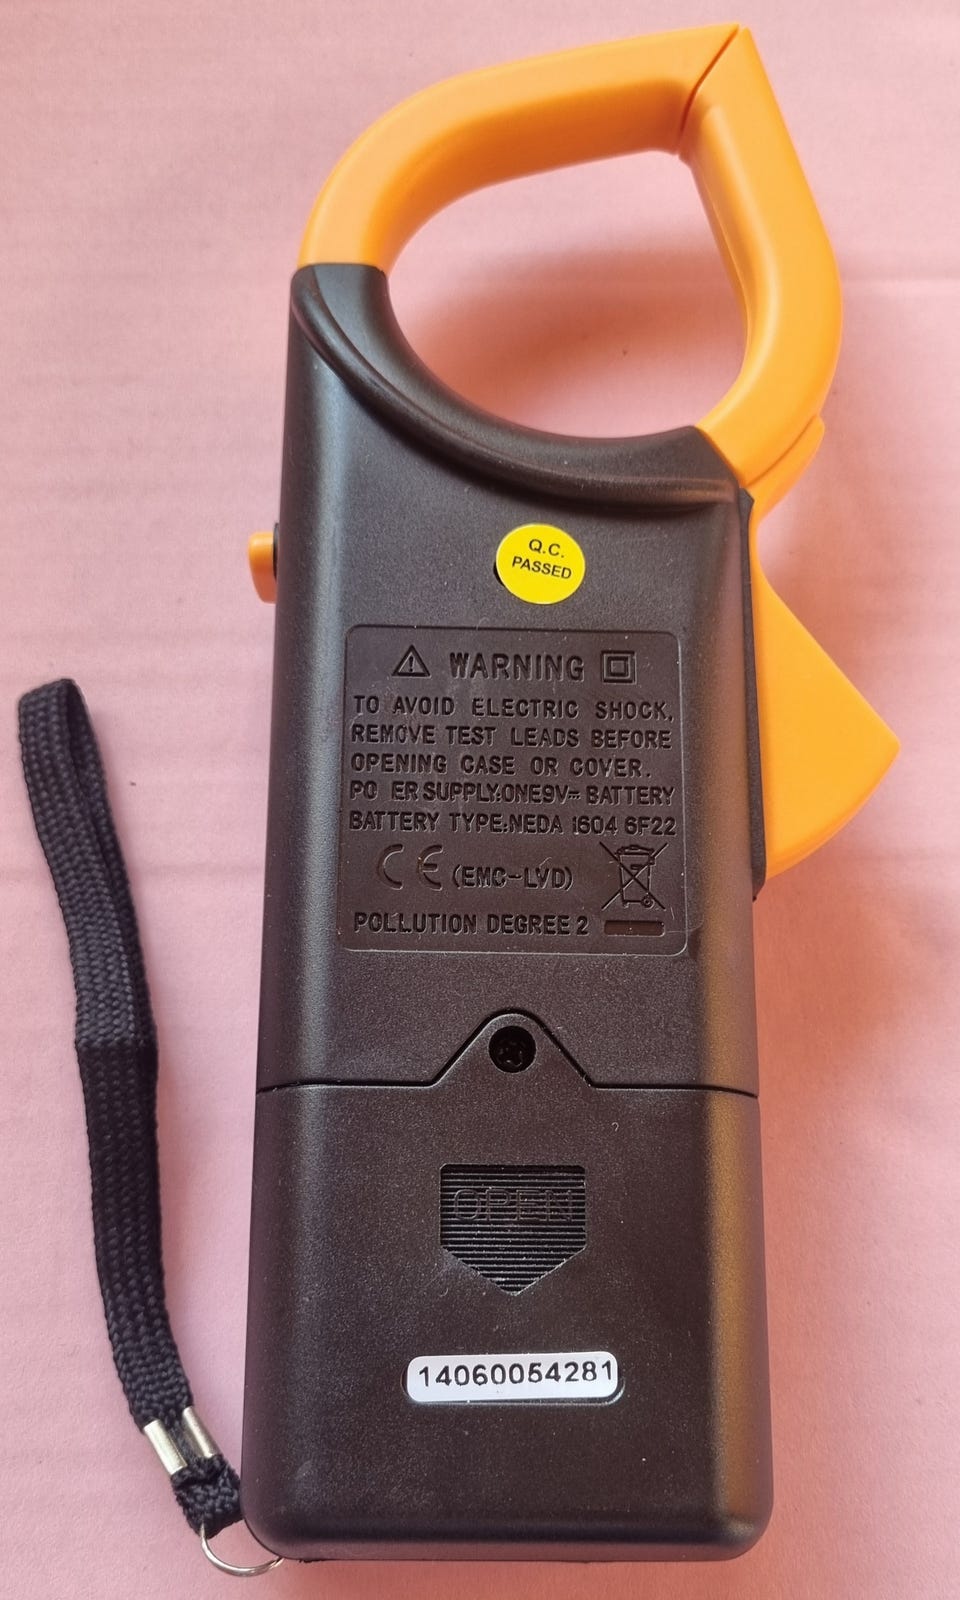 Q.C.
PASSED
WARNING
TO AVOID ELECTRIC SHOCK,
REMOVE TEST LEADS BEFORE
OPENING CASE OR COVER.
PO ER SUPPLY:ONE9V⎓ BATTERY
BATTERY TYPE:NEDA 1604 6F22
CE (EMC-LVD)
POLLUTION DEGREE 2
OPEN
14060054281